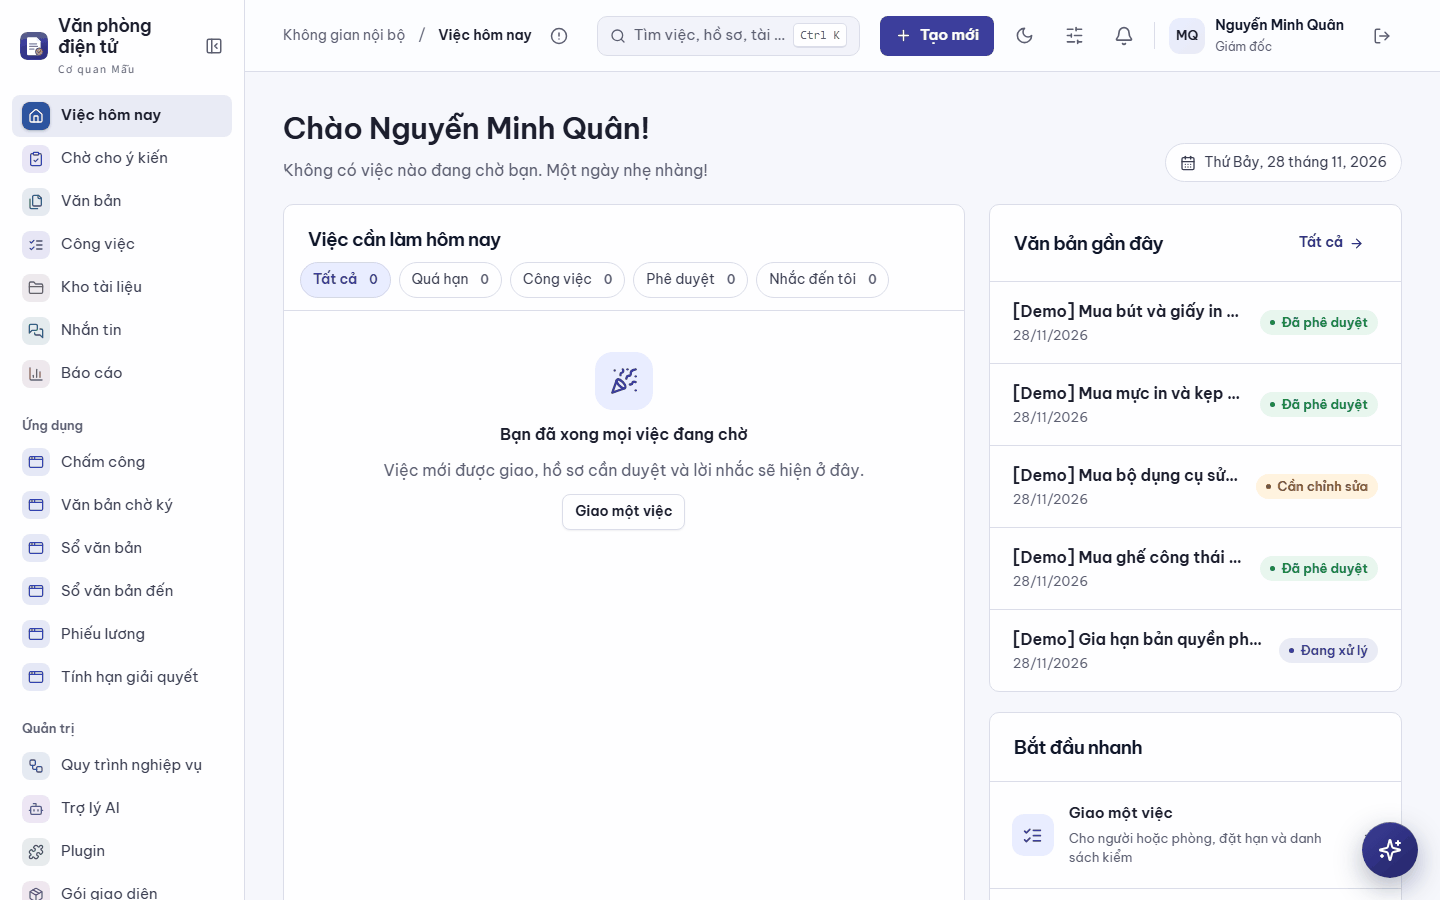 Văn phòng
điện tử
Cơ quan Mẫu
Việc hôm nay
Chờ cho ý kiến
Văn bản
Công việc
Kho tài liệu
Nhắn tin
Báo cáo
Ứng dụng
Chấm công
Văn bản chờ ký
Sổ văn bản
Sổ văn bản đến
Phiếu lương
Tính hạn giải quyết
Quản trị
Quy trình nghiệp vụ
Trợ lý AI
Plugin
Gói giao diện
Không gian nội bộ / Việc hôm nay
Tìm việc, hồ sơ, tài ... Ctrl K
Tạo mới
MQ
Nguyễn Minh Quân
Giám đốc
Chào Nguyễn Minh Quân!
Không có việc nào đang chờ bạn. Một ngày nhẹ nhàng!
Thứ Bảy, 28 tháng 11, 2026
Việc cần làm hôm nay
Tất cả 0 Quá hạn 0 Công việc 0 Phê duyệt 0 Nhắc đến tôi 0
Bạn đã xong mọi việc đang chờ
Việc mới được giao, hồ sơ cần duyệt và lời nhắc sẽ hiện ở đây.
Giao một việc
Văn bản gần đây
Tất cả
[Demo] Mua bút và giấy in ...
28/11/2026
Đã phê duyệt
[Demo] Mua mực in và kẹp ...
28/11/2026
Đã phê duyệt
[Demo] Mua bộ dụng cụ sử...
28/11/2026
Cần chỉnh sửa
[Demo] Mua ghế công thái ...
28/11/2026
Đã phê duyệt
[Demo] Gia hạn bản quyền ph...
28/11/2026
Đang xử lý
Bắt đầu nhanh
Giao một việc
Cho người hoặc phòng, đặt hạn và danh
sách kiểm